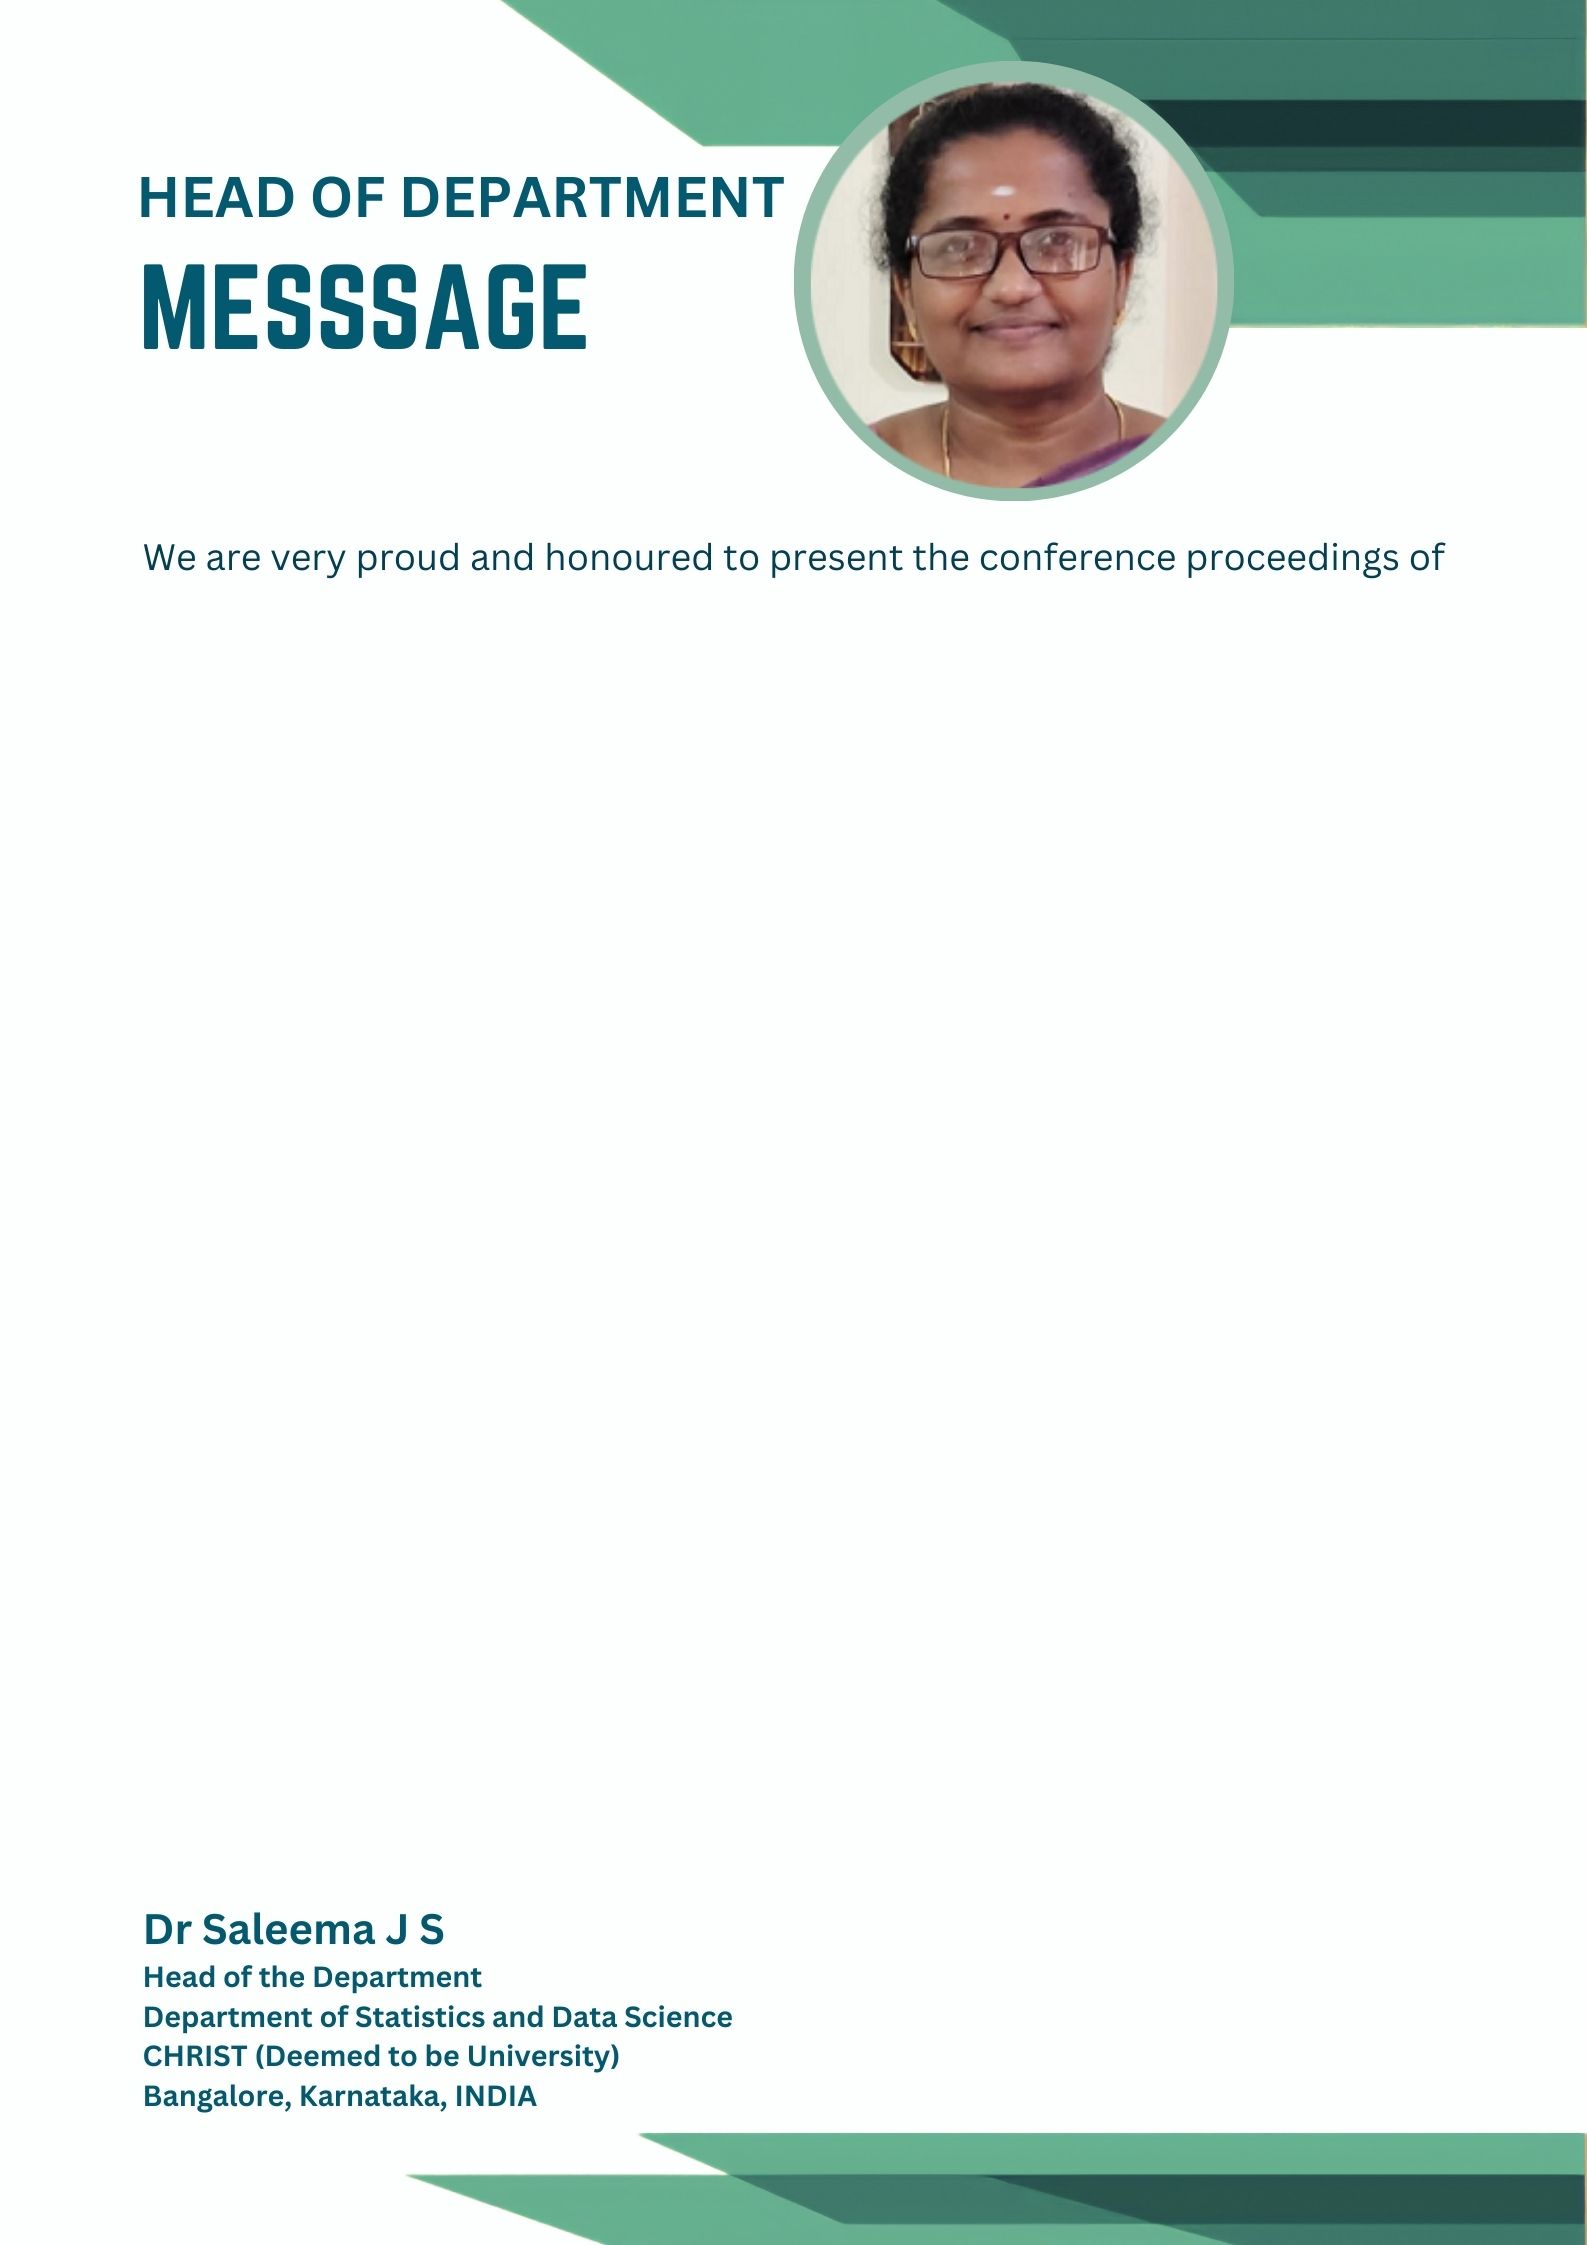 HEAD OF DEPARTMENT
MESSSAGE
We are very proud and honoured to present the conference proceedings of
Dr Saleema J S
Head of the Department
Department of Statistics and Data Science
CHRIST (Deemed to be University)
Bangalore, Karnataka, INDIA